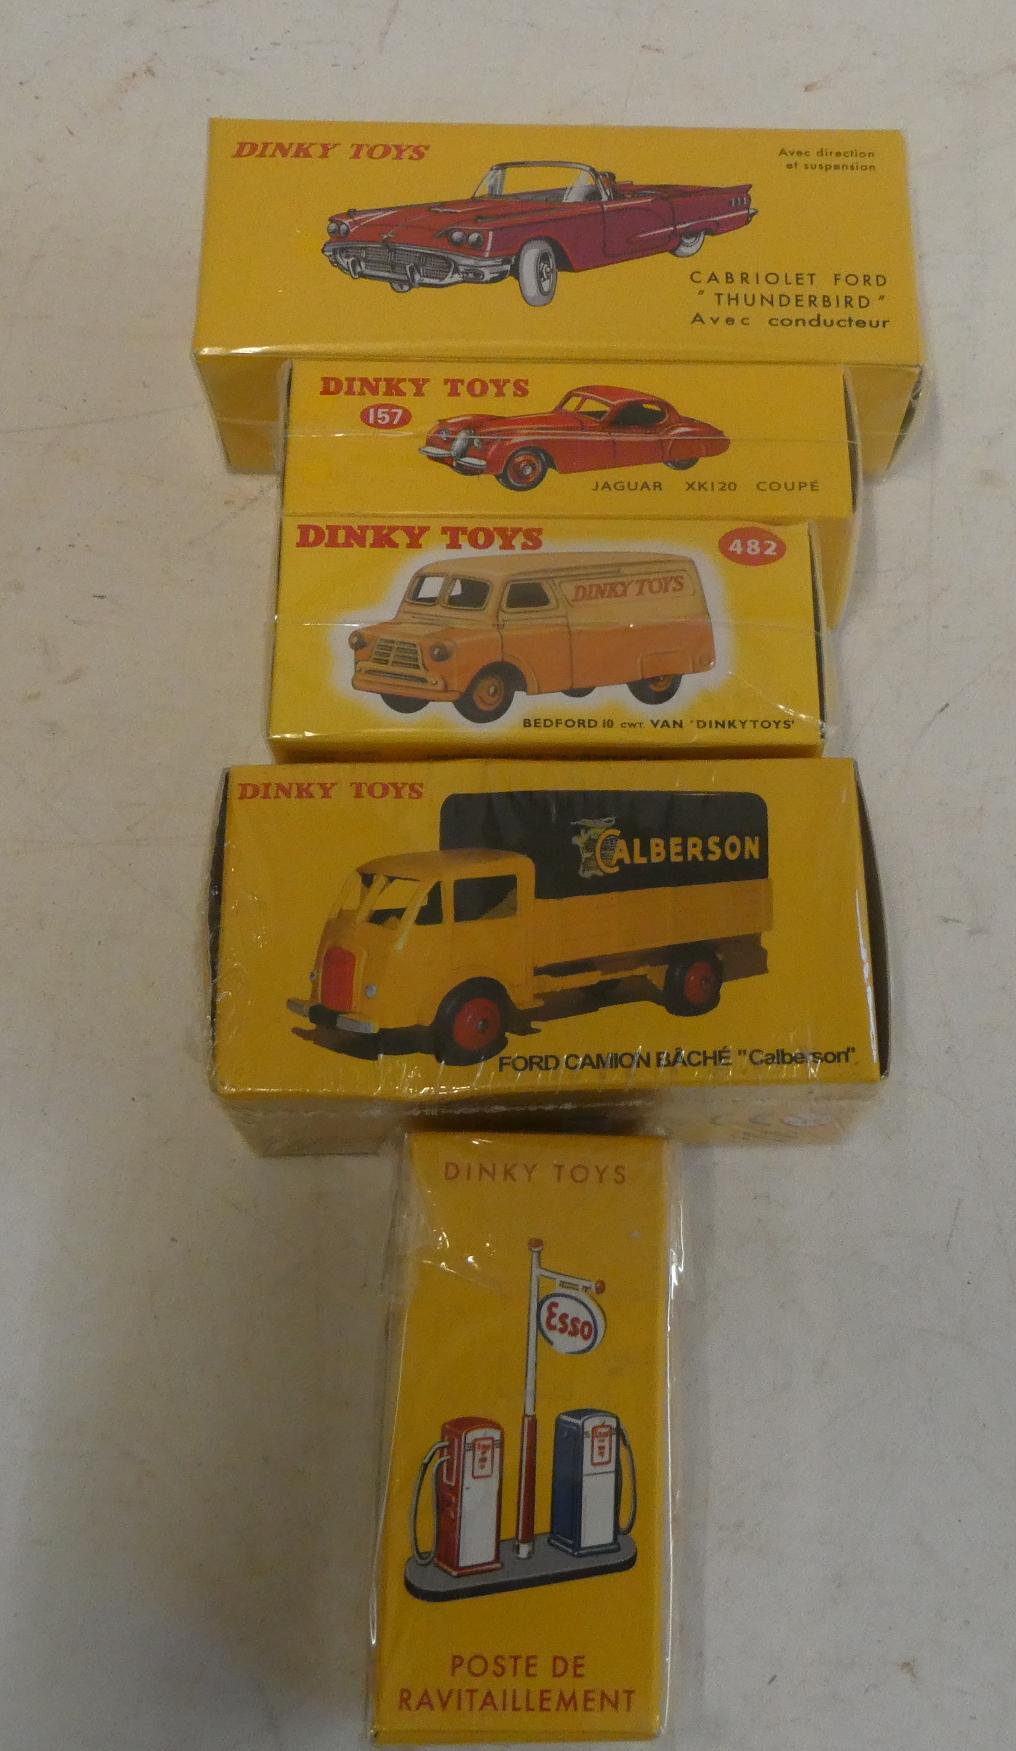 DINKY TOYS
Avec direction
et suspension
CABRIOLET FORD
"THUNDERBIRD"
Avec conducteur
DINKY TOYS
157
JAGUAR XK120 COUPÉ
DINKY TOYS
482
DINKY TOYS
BEDFORD 10 CWT. VAN 'DINKYTOYS'
DINKY TOYS
CALBERSON
FORD CAMION BÂCHÉ "Calberson"
DINKY TOYS
Esso
POSTE DE
RAVITAILLEMENT